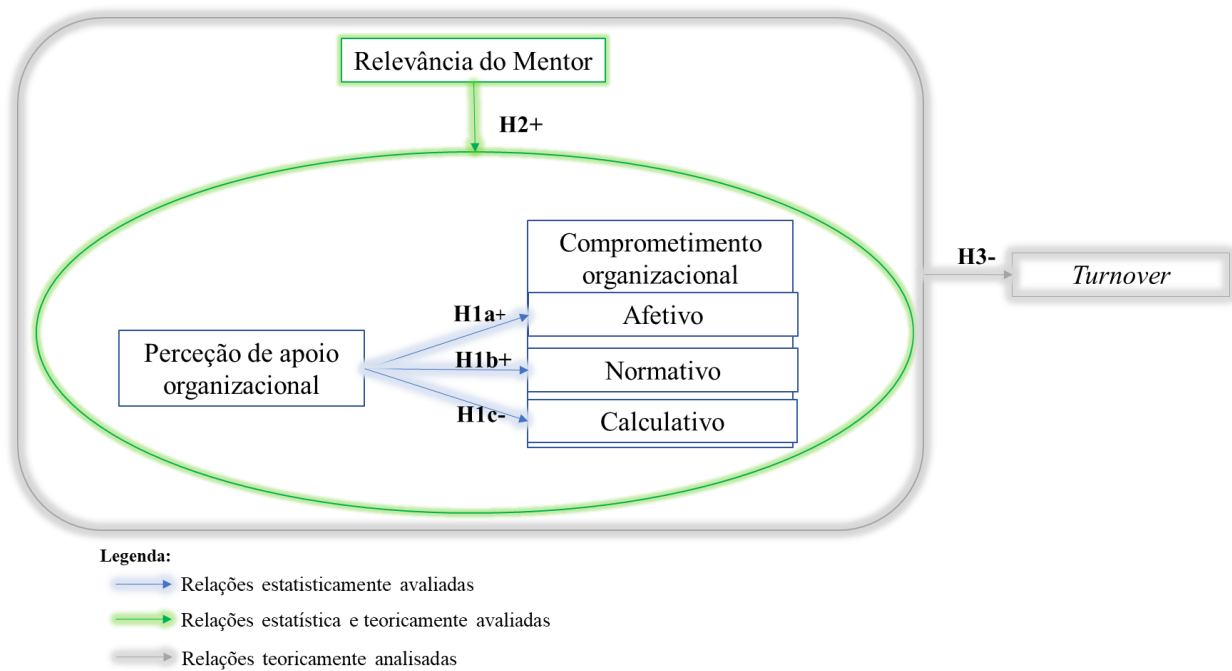 Relevância do Mentor
H2+
Comprometimento
organizacional
H3-
Turnover
H1a+
Afetivo
Perceção de apoio
organizacional
H1b+
Normativo
H1c-
Calculativo
Legenda:
Relações estatisticamente avaliadas
Relações estatística e teoricamente avaliadas
Relações teoricamente analisadas